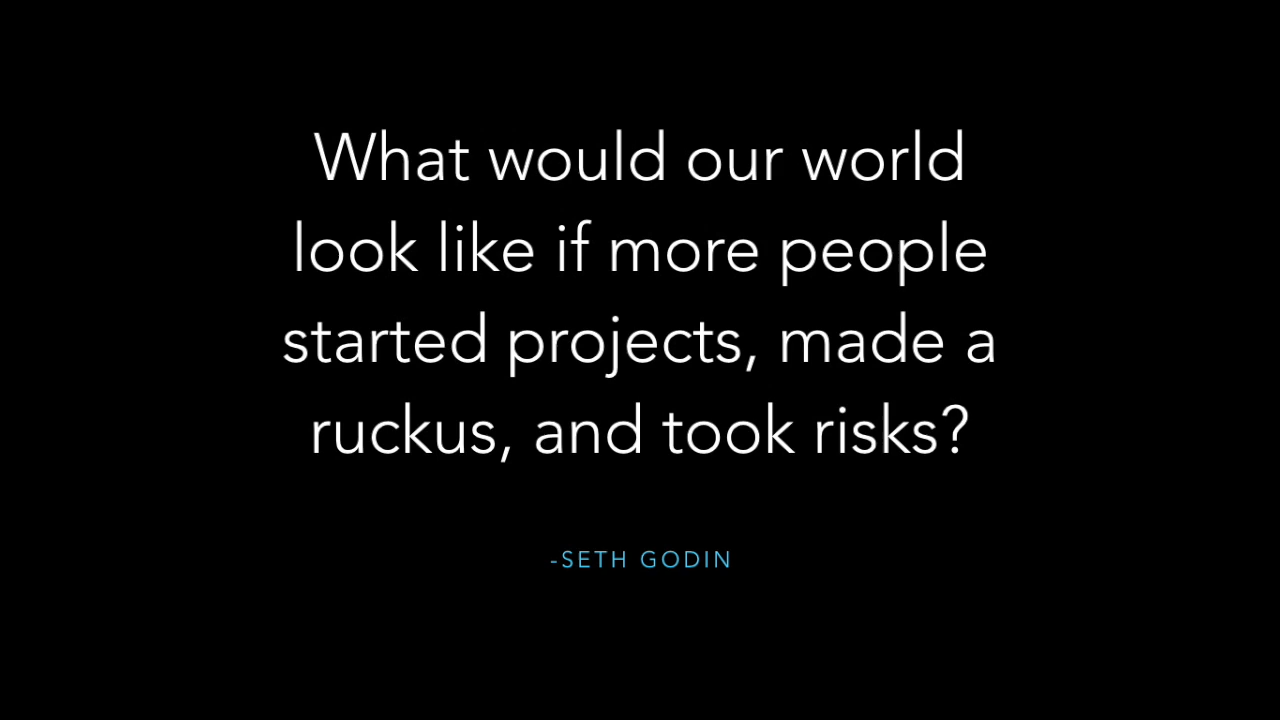 What would our world
look like if more people
started projects, made a
ruckus, and took risks?
-SETH GODIN